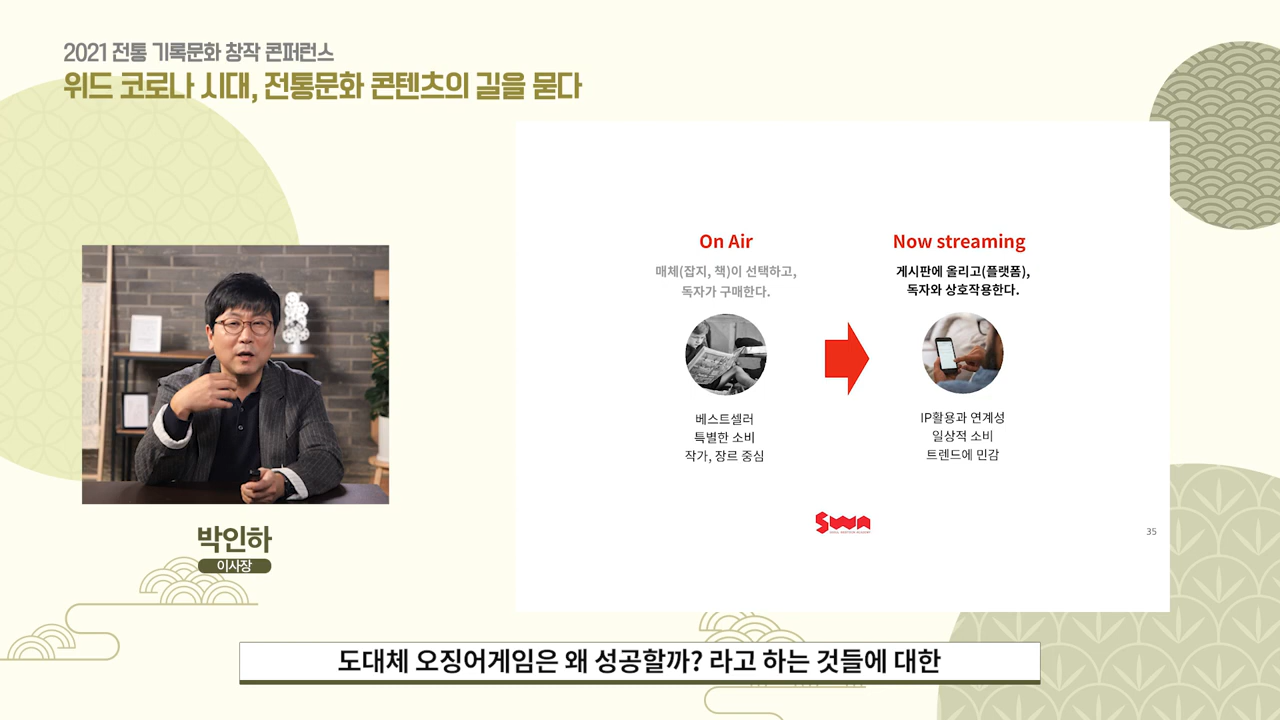 2021 전통 기록문화 창작 콘퍼런스
위드 코로나 시대, 전통문화 콘텐츠의 길을 묻다
On Air
매체(잡지, 책)이 선택하고,
독자가 구매한다.
베스트셀러
특별한 소비
작가, 장르 중심
Now streaming
게시판에 올리고(플랫폼),
독자와 상호작용한다.
IP활용과 연계성
일상적 소비
트렌드에 민감
SWA
35
박인하
이사장
도대체 오징어게임은 왜 성공할까? 라고 하는 것들에 대한